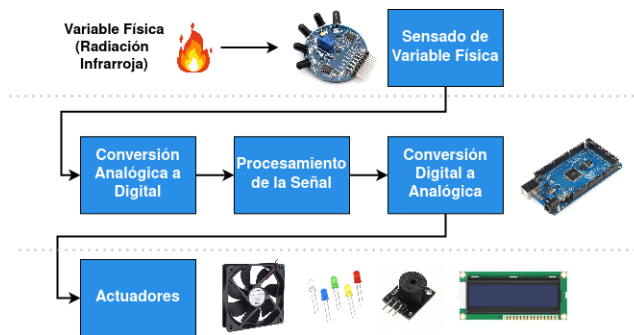 Variable Física
(Radiación
Infrarroja)
Sensado de
Variable Física
Conversión
Analógica a
Digital
Procesamiento
de la Señal
Conversión
Digital a
Analógica
Actuadores